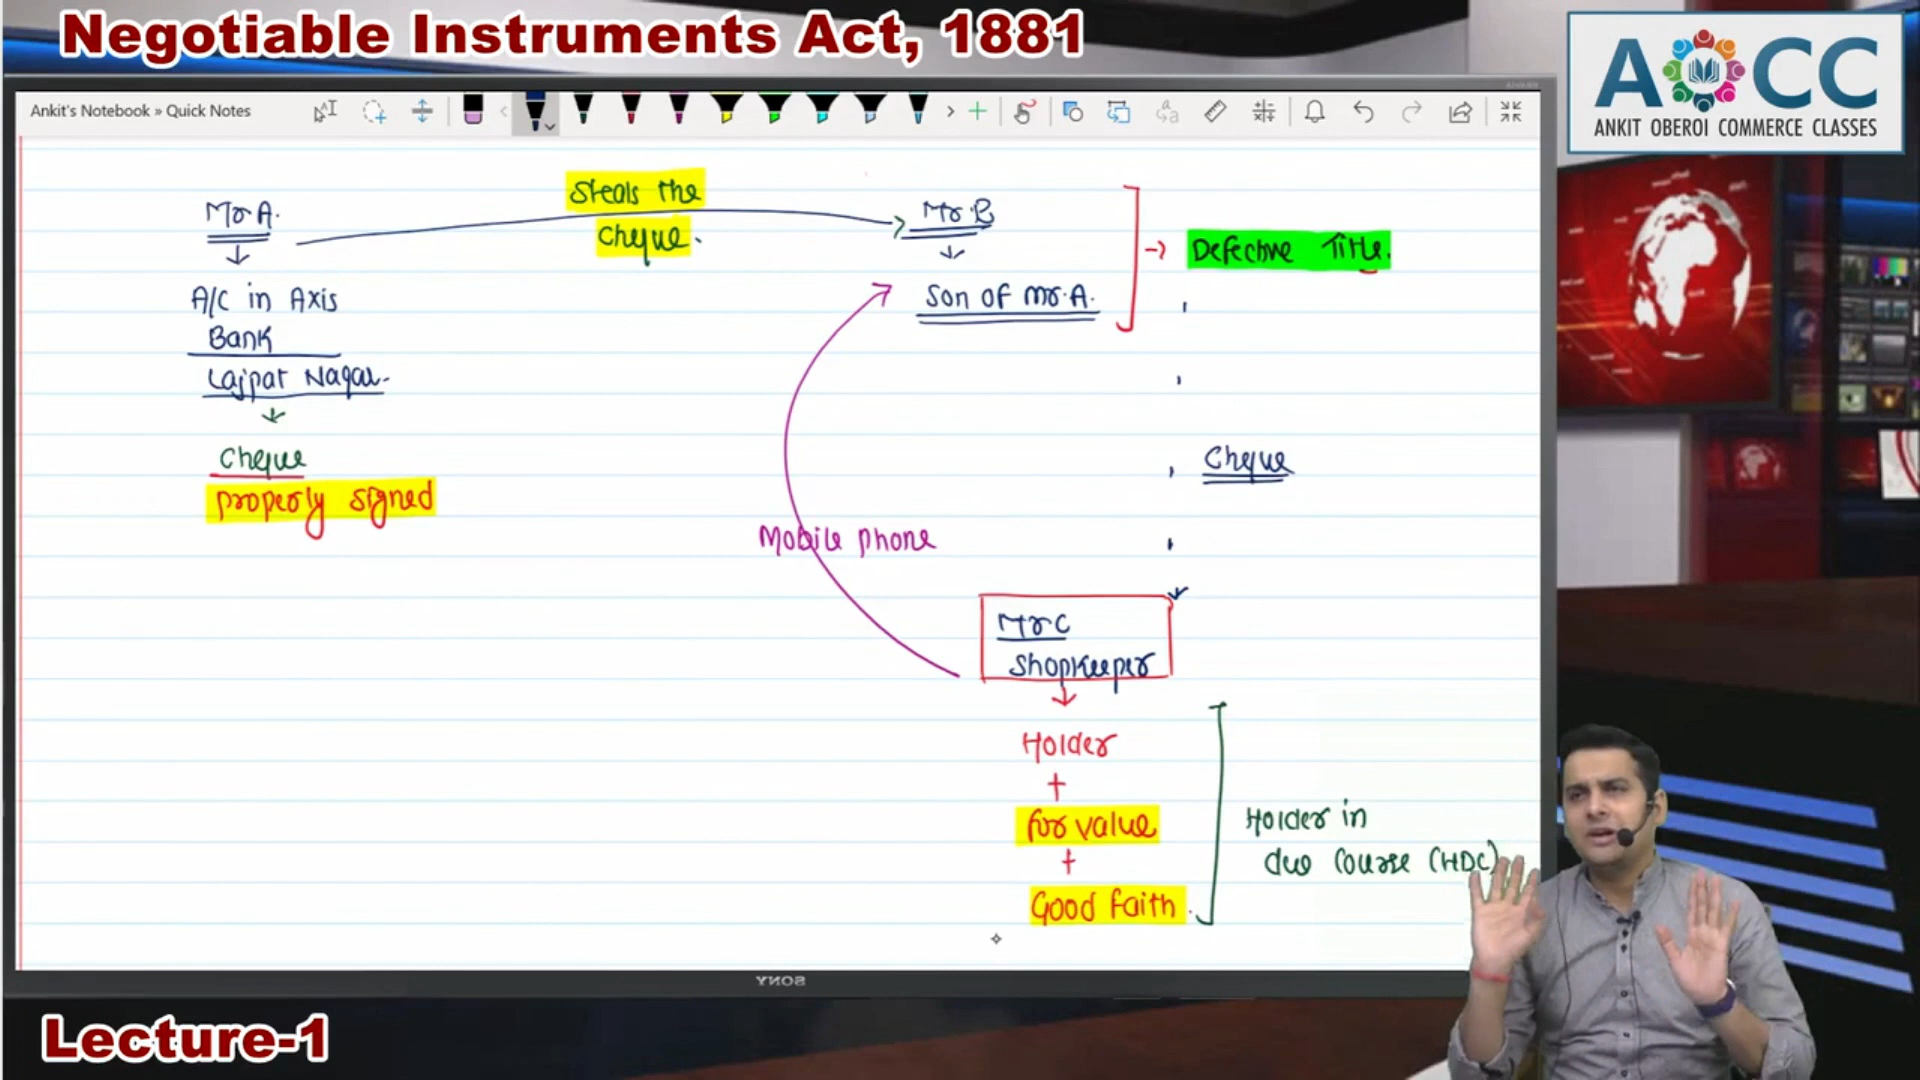 Negotiable Instruments Act, 1881
AOCC
ANKIT OBEROI COMMERCE CLASSES
Ankit's Notebook » Quick Notes
Mr A.
A/C in Axis
Bank
Lajpat Nagar.
Cheque
properly signed
Steals the
Cheque.
Mr. B
Son of Mr. A.
Defective Title.
Cheque
Mobile phone
Mr C
Shopkeeper
Holder
+
for value
+
Good faith.
Holder in
due Course (HDC)
SONY
Lecture-1